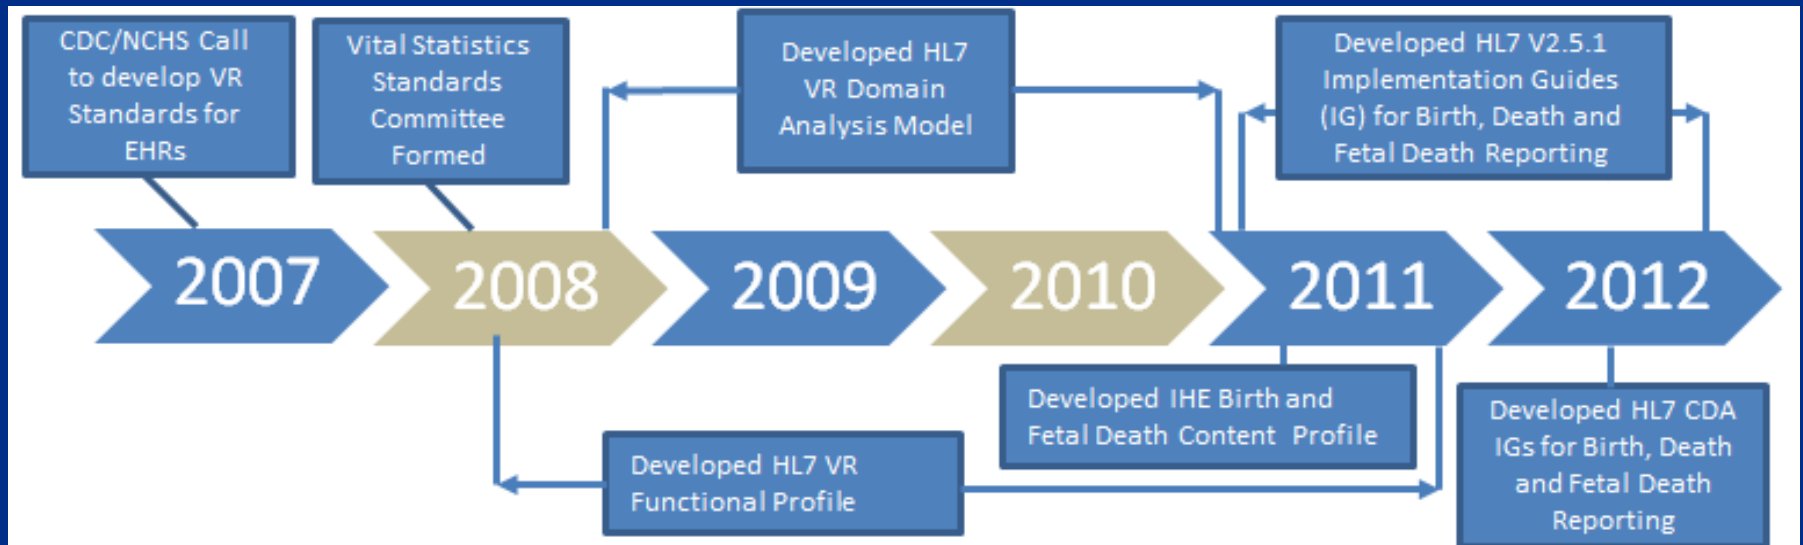 CDC/NCHS Call
to develop VR
Standards for
EHRs
Vital Statistics
Standards
Committee
Formed
Developed HL7
VR Domain
Analysis Model
Developed HL7 V2.5.1
Implementation Guides
(IG) for Birth, Death and
Fetal Death Reporting
2007
2008
2009
2010
2011
2012
Developed HL7 VR
Functional Profile
Developed IHE Birth and
Fetal Death Content Profile
Developed HL7 CDA
IGs for Birth, Death
and Fetal Death
Reporting